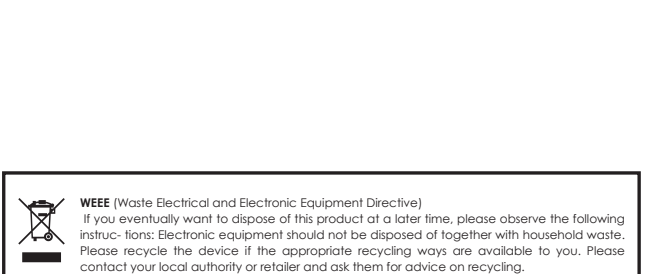 WEEE (Waste Electrical and Electronic Equipment Directive)
If you eventually want to dispose of this product at a later time, please observe the following
instruc- tions: Electronic equipment should not be disposed of together with household waste.
Please recycle the device if the appropriate recycling ways are available to you. Please
contact your local authority or retailer and ask them for advice on recycling.